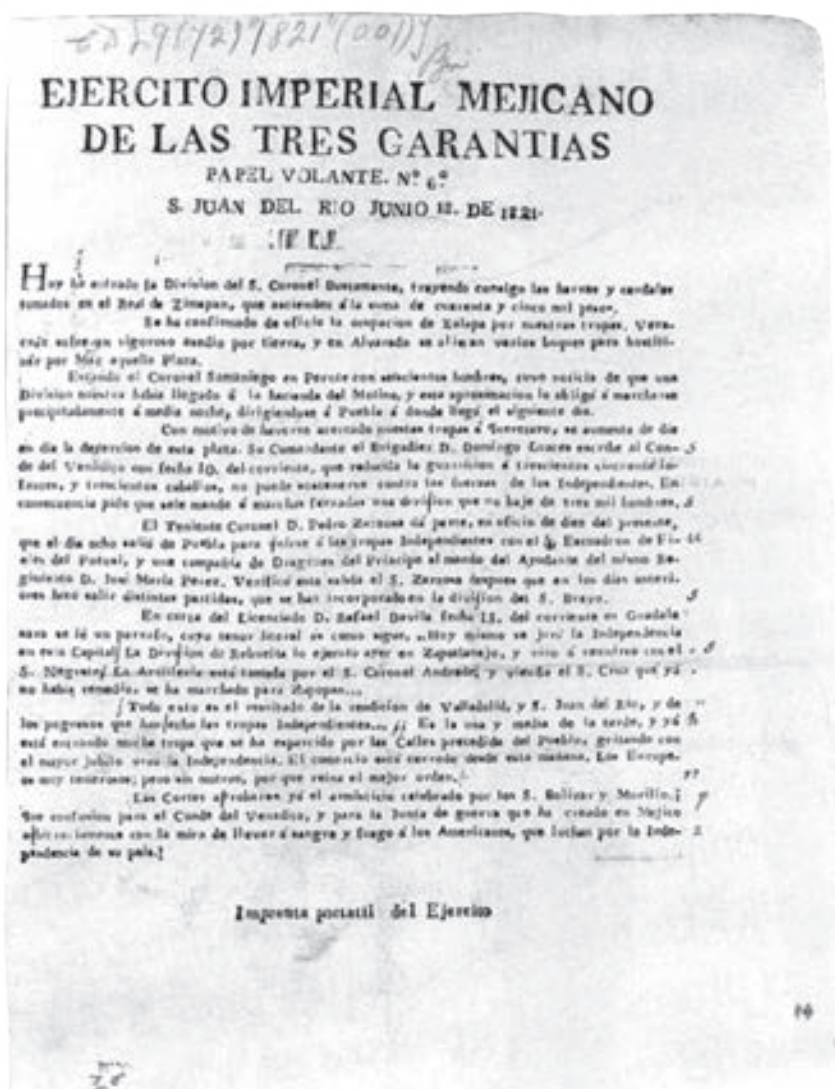 EJERCITO IMPERIAL MEJICANO
DE LAS TRES GARANTIAS
PAPEL VOLANTE. Nº. 6º.
S. JUAN DEL RIO JUNIO DE 1821.
Hoy ha entrado la Division del S. Coronel Bustamante, trayendo consigo las barras y caudales
tomados en el Real de Zimapan, que ascienden á la suma de cuarenta y cinco mil pesos.
Se ha confirmado de oficio la ocupacion de Xalapa por nuestras tropas. Vera-
cruz sufre un vigoroso asedio por tierra, y en Alvarado se alistan varios buques para hostili-
zar por Mar aquella Plaza.
Estando el Coronel Samaniego en Perote con seiscientos hombres, tuvo noticia de que una
Division nuestra habia llegado á la hacienda del Molino, y esta aproximacion lo obligó á marcharse
precipitadamente á media noche, dirigiendose á Puebla á donde llegó el siguiente dia.
Con motivo de haverse acercado nuestras tropas á Queretaro, se aumenta de dia
en dia la desercion de esta plaza. Su Comandante el Brigadier D. Domingo Luaces escribe al Con-
de del Venadito con fecha 10. del corriente, que reducida la guarnicion á trescientos cincuenta in-
fantes, y trescientos caballos, no puede sostenerse contra las fuerzas de los Independientes. En
consecuencia pide que se le mande á marchas forzadas una division que no baje de tres mil hombres.
El Teniente Coronel D. Pedro Zarzosa dá parte, en oficio de diez del presente,
que el dia ocho salió de Puebla para unirse á las tropas Independientes con el Escuadron de Fi-
eles del Potosí, y una compañia de Dragones del Principe al mando del Ayudante del mismo Re-
gimiento D. José Maria Perez. Verificó esta salida el S. Zarzosa despues que en los dias anteri-
ores hizo salir distintas partidas, que se han incorporado en la division del S. Bravo.
En carta del Licenciado D. Rafael Davila fecha 13. del corriente en Guadala
xara se lé un parrafo, cuyo tenor literal es como sigue. „Hoy mismo se juró la Independencia
en esta Capital. La Division de Rebuelta lo ejecutó ayer en Zapotlanejo, y vino á reunirse con el
S. Negrete. La Artilleria está tomada por el S. Coronel Andrade, y viendo el S. Cruz que yá
no habia remedio, se ha marchado para Zapopan...
Todo esto es el resultado de la rendicion de Valladolid, y S. Juan del Rio, y de
los progresos que han hecho las tropas Independientes... Es la una y media de la tarde, y yá
está entrando mucha tropa que se ha esparcido por las Calles precedida del Pueblo, gritando con
el mayor jubilo viva la Independencia. El comercio está cerrado desde esta mañana. Los Europe-
os muy temerosos; pero sin motivo, por que reina el mejor orden.
Las Cortes aprobaron yá el armisticio celebrado por los S. Bolivar y Morillo.
Que confusion para el Conde del Venadito, y para la Junta de guerra que ha creado en Mejico
con la mira de llevar á sangre y fuego á los Americanos, que luchan por la Inde-
pendencia de su pais.!
Imprenta portatil del Ejercito